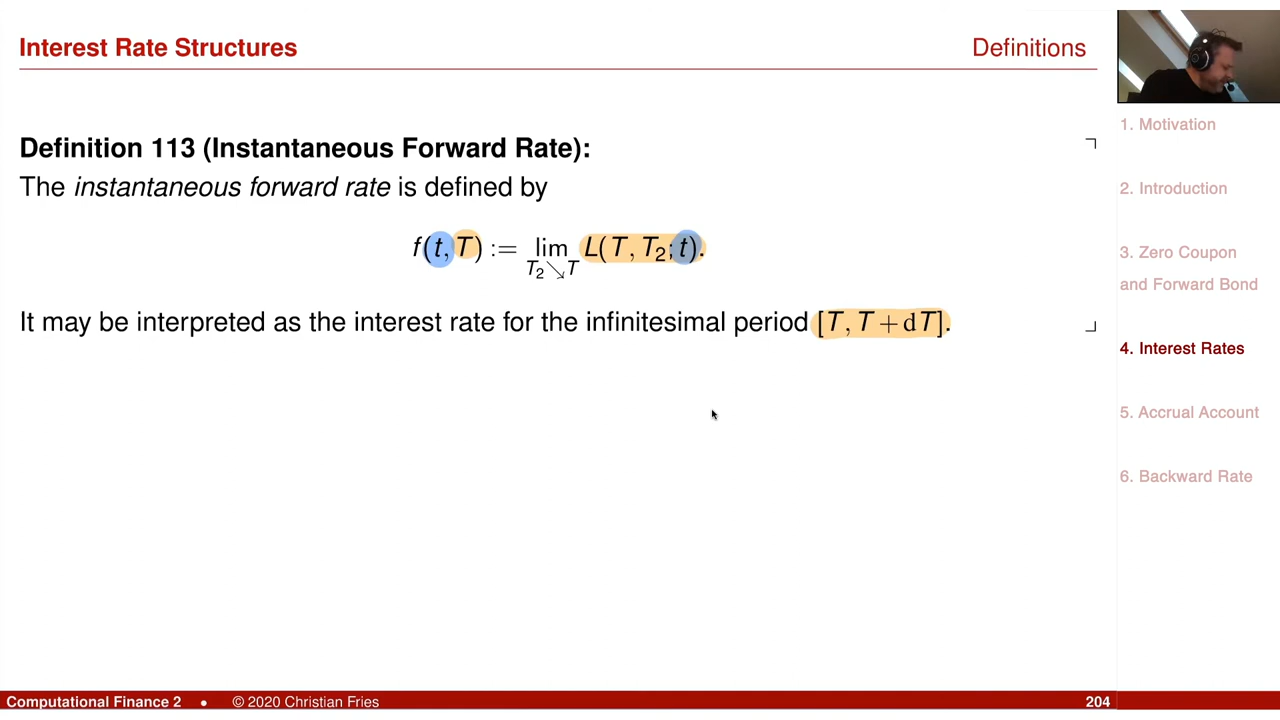 Interest Rate Structures
Definitions
Definition 113 (Instantaneous Forward Rate):
The instantaneous forward rate is defined by
f(t, T) := lim L(T, T₂; t).
T₂↘T
It may be interpreted as the interest rate for the infinitesimal period [T, T + dT].
1. Motivation
2. Introduction
3. Zero Coupon
and Forward Bond
4. Interest Rates
5. Accrual Account
6. Backward Rate
Computational Finance 2 • © 2020 Christian Fries 204